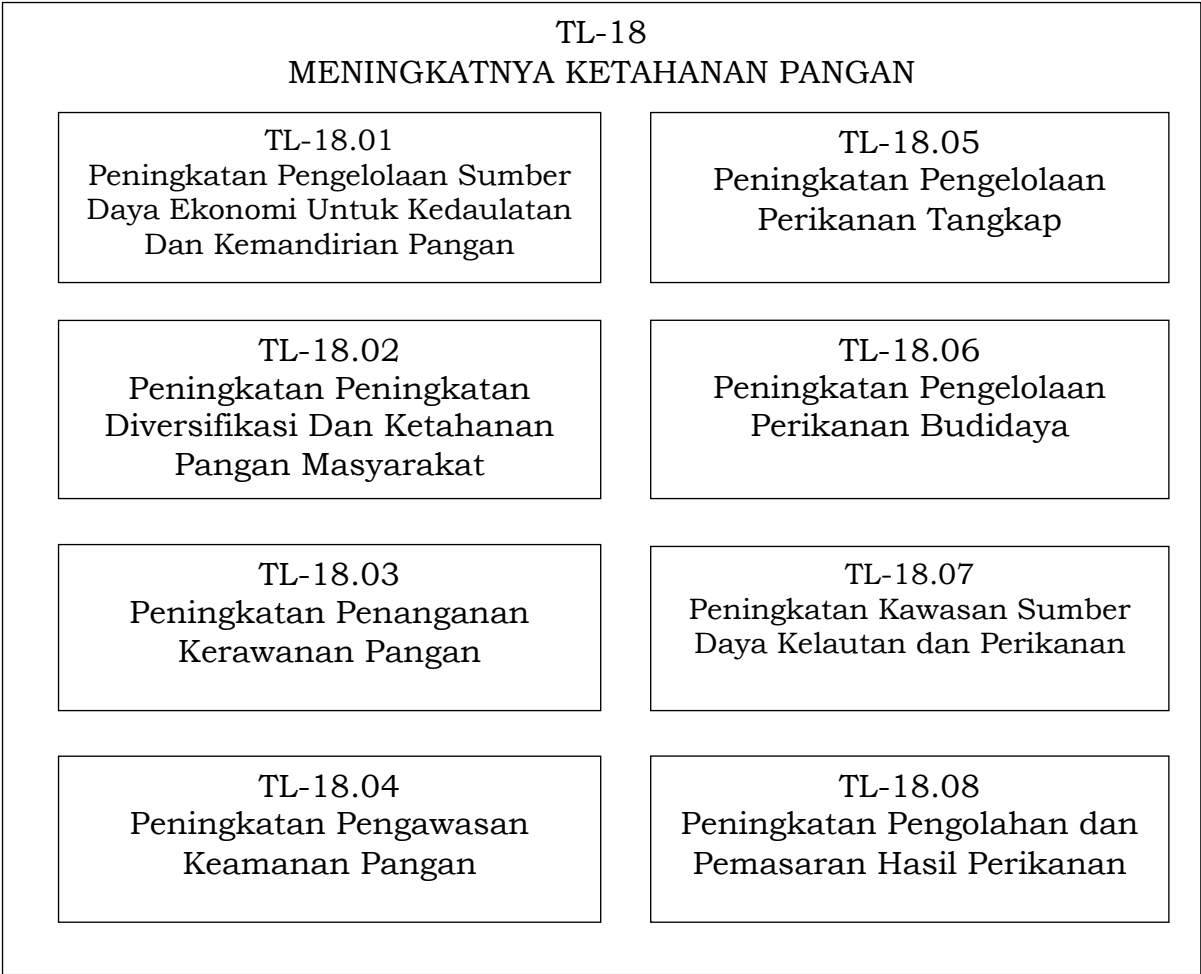 TL-18
MENINGKATNYA KETAHANAN PANGAN
TL-18.01
Peningkatan Pengelolaan Sumber
Daya Ekonomi Untuk Kedaulatan
Dan Kemandirian Pangan
TL-18.02
Peningkatan Peningkatan
Diversifikasi Dan Ketahanan
Pangan Masyarakat
TL-18.03
Peningkatan Penanganan
Kerawanan Pangan
TL-18.04
Peningkatan Pengawasan
Keamanan Pangan
TL-18.05
Peningkatan Pengelolaan
Perikanan Tangkap
TL-18.06
Peningkatan Pengelolaan
Perikanan Budidaya
TL-18.07
Peningkatan Kawasan Sumber
Daya Kelautan dan Perikanan
TL-18.08
Peningkatan Pengolahan dan
Pemasaran Hasil Perikanan